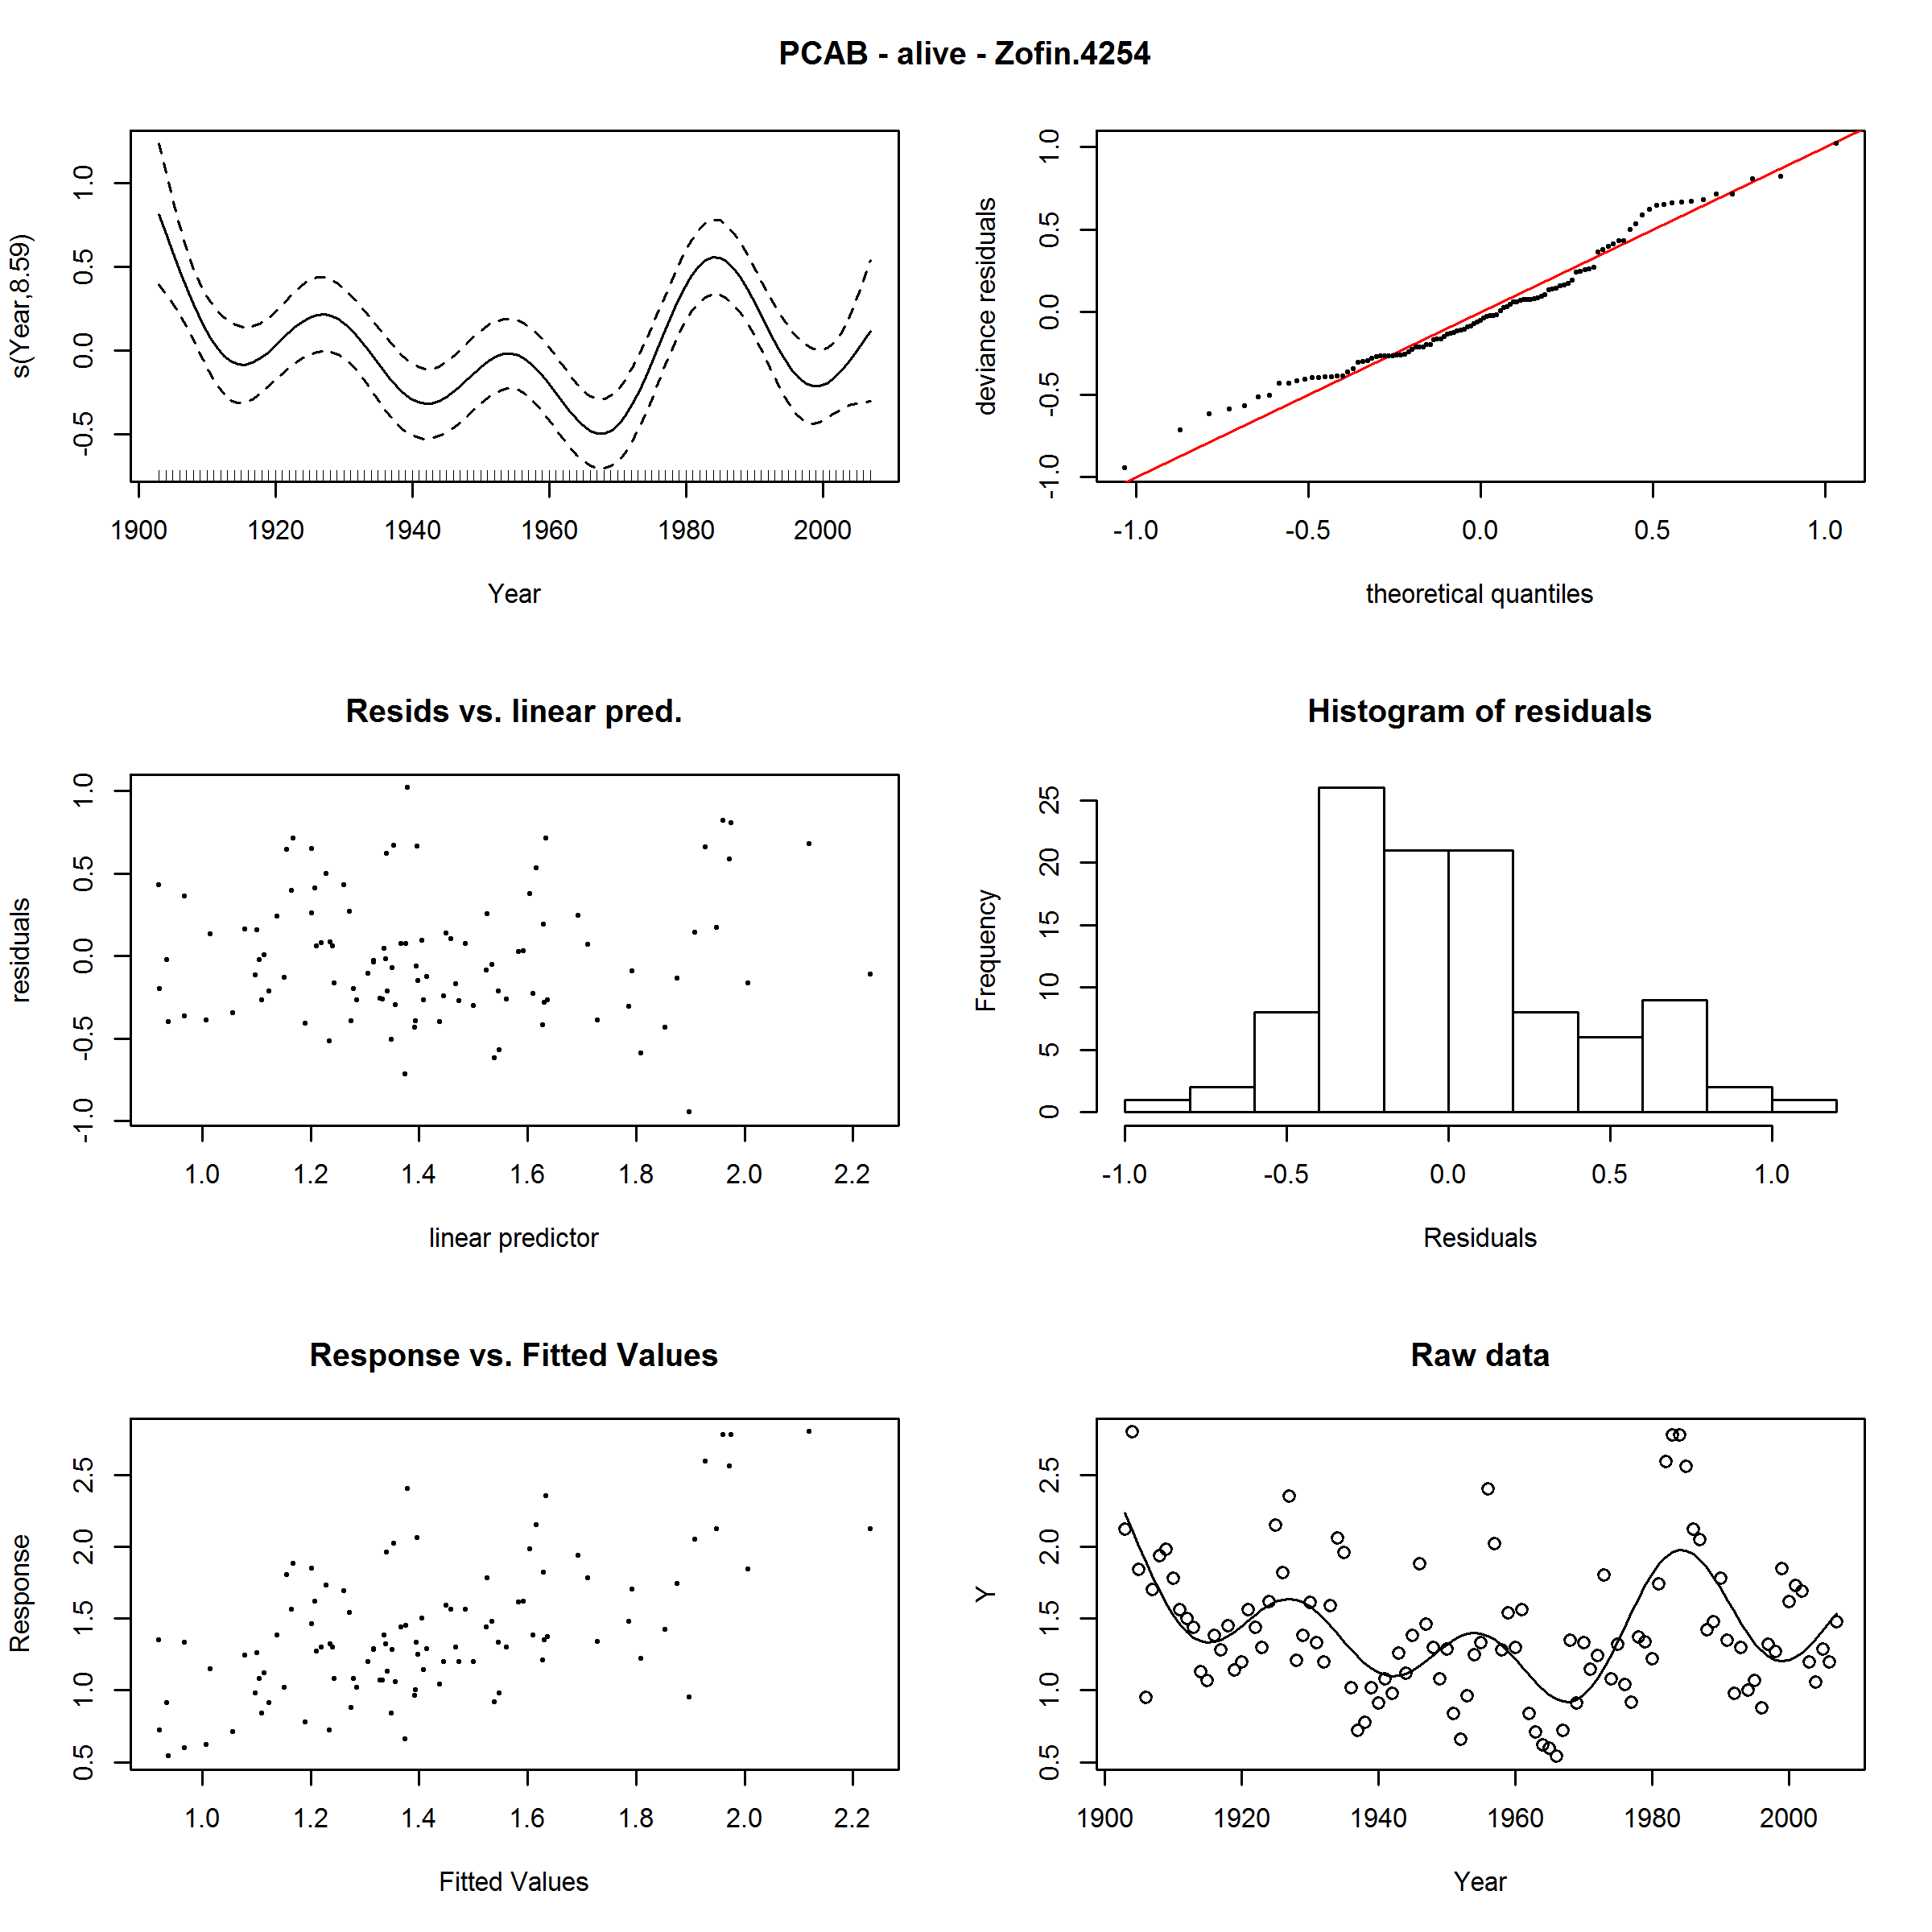 PCAB - alive - Zofin.4254
s(Year,8.59)
-0.5 0.0 0.5 1.0
1900 1920 1940 1960 1980 2000
Year
deviance residuals
-1.0 -0.5 0.0 0.5 1.0
-1.0 -0.5 0.0 0.5 1.0
theoretical quantiles
Resids vs. linear pred.
residuals
-1.0 -0.5 0.0 0.5 1.0
1.0 1.2 1.4 1.6 1.8 2.0 2.2
linear predictor
Histogram of residuals
Frequency
0 5 10 15 20 25
-1.0 -0.5 0.0 0.5 1.0
Residuals
Response vs. Fitted Values
Response
0.5 1.0 1.5 2.0 2.5
1.0 1.2 1.4 1.6 1.8 2.0 2.2
Fitted Values
Raw data
Y
0.5 1.0 1.5 2.0 2.5
1900 1920 1940 1960 1980 2000
Year